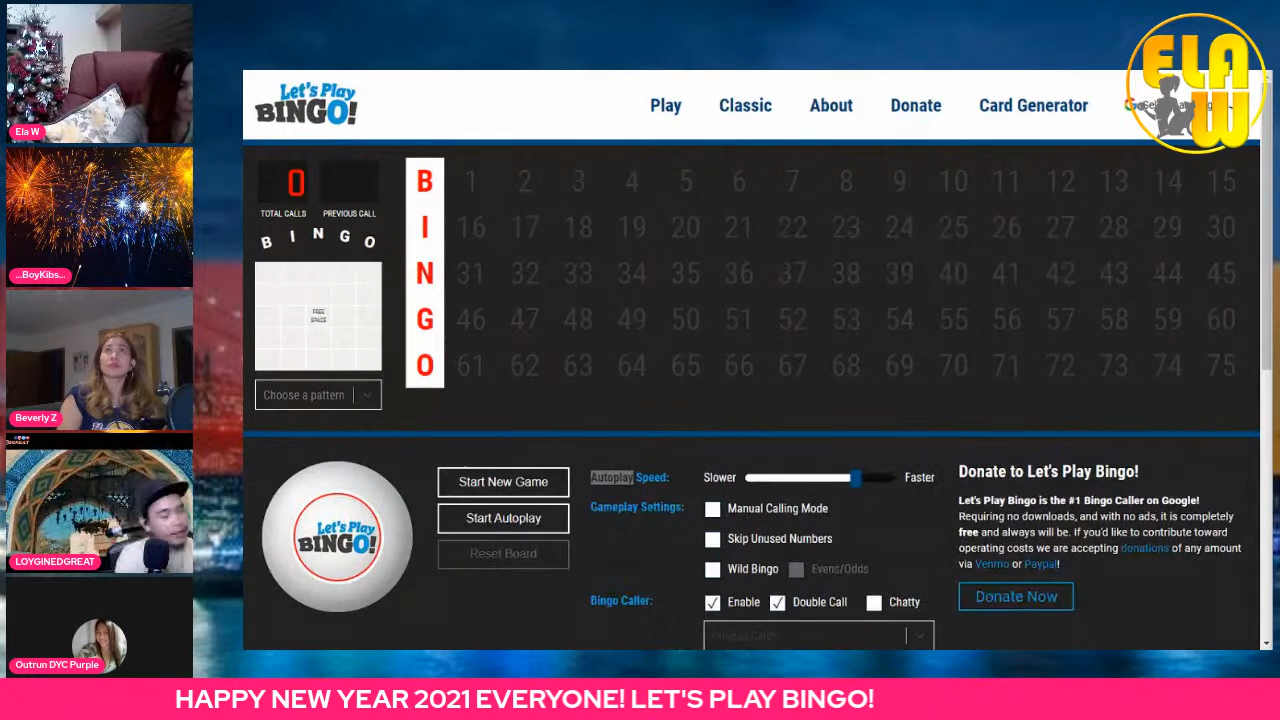 Ela W
...BoyKibs...
Beverly Z
LOYGINEDGREAT
Outrun DYC Purple
ELA
W
Let's Play
BINGO!
Play Classic About Donate Card Generator
0
TOTAL CALLS PREVIOUS CALL
B I N G O
FREE
SPACE
Choose a pattern
B 1 2 3 4 5 6 7 8 9 10 11 12 13 14 15
I 16 17 18 19 20 21 22 23 24 25 26 27 28 29 30
N 31 32 33 34 35 36 37 38 39 40 41 42 43 44 45
G 46 47 48 49 50 51 52 53 54 55 56 57 58 59 60
O 61 62 63 64 65 66 67 68 69 70 71 72 73 74 75
Let's Play
BINGO!
Start New Game
Start Autoplay
Reset Board
Autoplay Speed: Slower Faster
Gameplay Settings: Manual Calling Mode
Skip Unused Numbers
Wild Bingo Evens/Odds
Bingo Caller: Enable Double Call Chatty
Donate to Let's Play Bingo!
Let's Play Bingo is the #1 Bingo Caller on Google!
Requiring no downloads, and with no ads, it is completely
free and always will be. If you'd like to contribute toward
operating costs we are accepting donations of any amount
via Venmo or Paypal!
Donate Now
HAPPY NEW YEAR 2021 EVERYONE! LET'S PLAY BINGO!